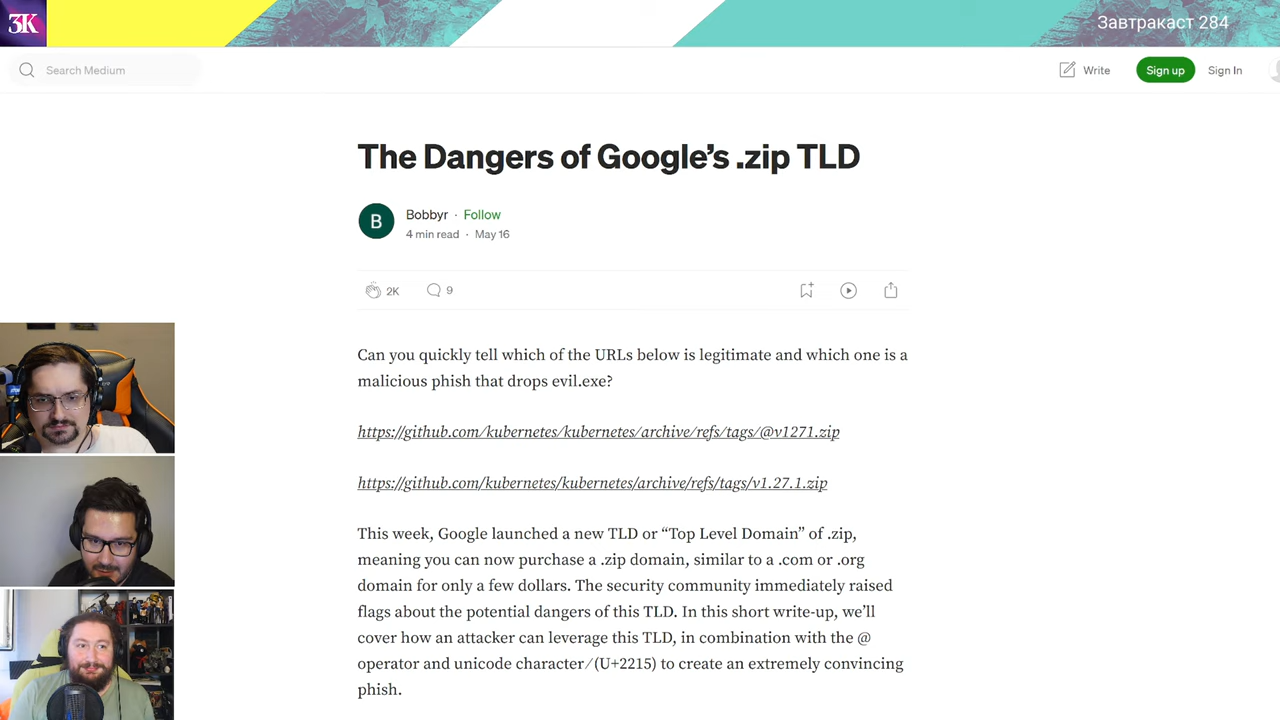 ЗК
Завтракаст 284
Search Medium
Write
Sign up
Sign In
The Dangers of Google’s .zip TLD
B
Bobbyr · Follow
4 min read · May 16
2K
9
Can you quickly tell which of the URLs below is legitimate and which one is a
malicious phish that drops evil.exe?
https://github.com∕kubernetes∕kubernetes∕archive∕refs∕tags∕@v1271.zip
https://github.com/kubernetes/kubernetes/archive/refs/tags/v1.27.1.zip
This week, Google launched a new TLD or “Top Level Domain” of .zip,
meaning you can now purchase a .zip domain, similar to a .com or .org
domain for only a few dollars. The security community immediately raised
flags about the potential dangers of this TLD. In this short write-up, we’ll
cover how an attacker can leverage this TLD, in combination with the @
operator and unicode character ∕ (U+2215) to create an extremely convincing
phish.